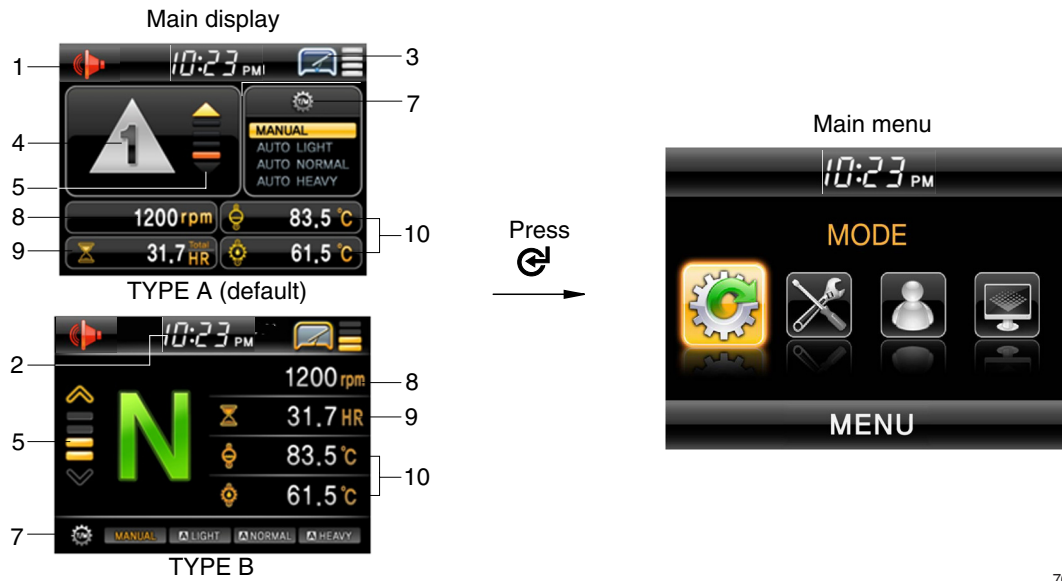 Main display
1
10:23 PM
3
7
4
1
MANUAL
AUTO LIGHT
AUTO NORMAL
AUTO HEAVY
5
8
1200 rpm
83.5 °C
9
31.7 Total HR
61.5 °C
10
TYPE A (default)
10:23 PM
2
N
1200 rpm
8
31.7 HR
9
5
83.5 °C
10
61.5 °C
7
T/M
MANUAL
A LIGHT
A NORMAL
A HEAVY
TYPE B
Press
Main menu
10:23 PM
MODE
MENU